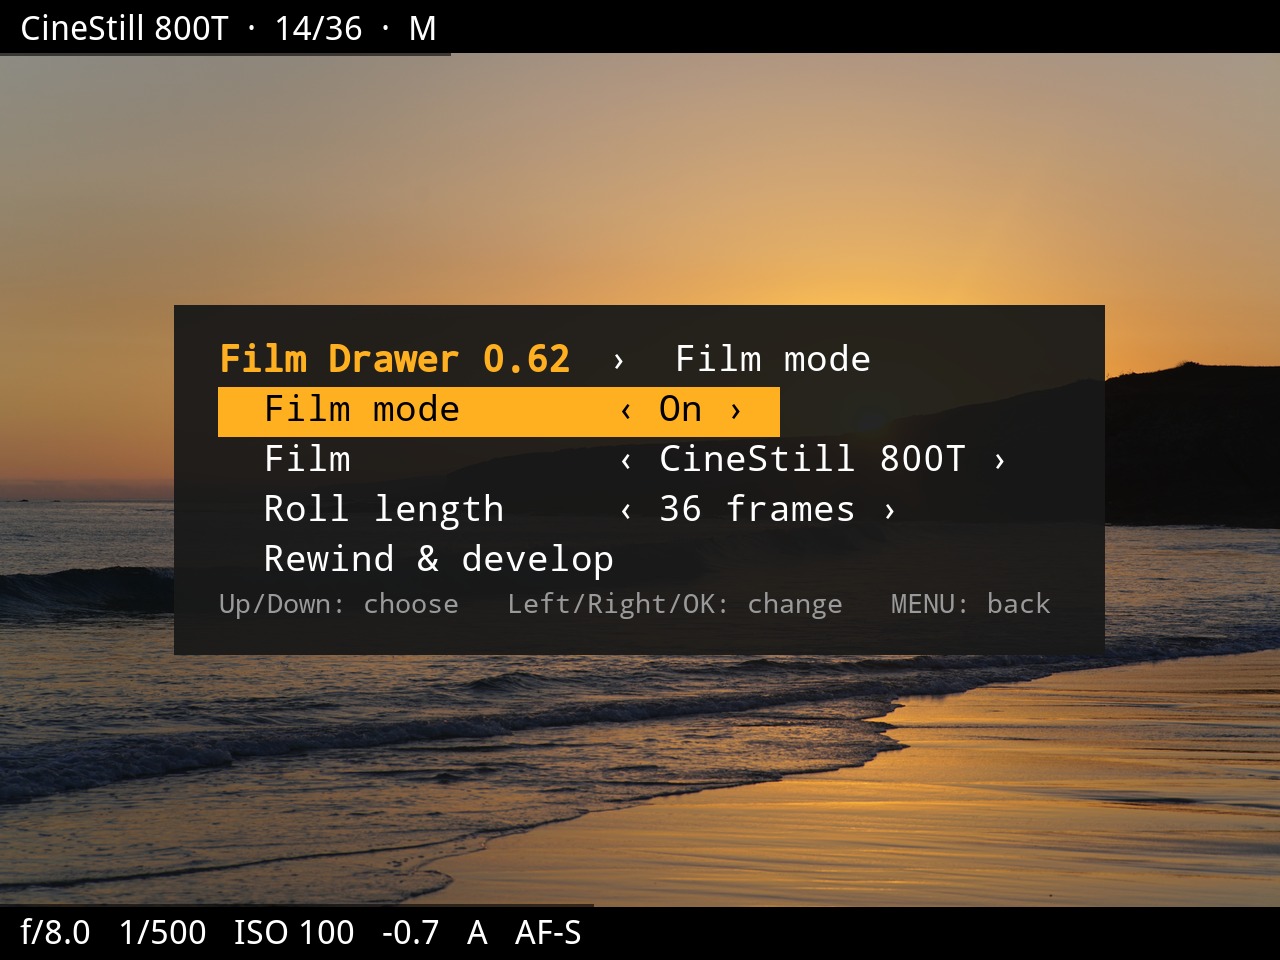 CineStill 800T · 14/36 · M
Film Drawer 0.62 › Film mode
Film mode ‹ On ›
Film ‹ CineStill 800T ›
Roll length ‹ 36 frames ›
Rewind & develop
Up/Down: choose Left/Right/OK: change MENU: back
f/8.0 1/500 ISO 100 -0.7 A AF-S